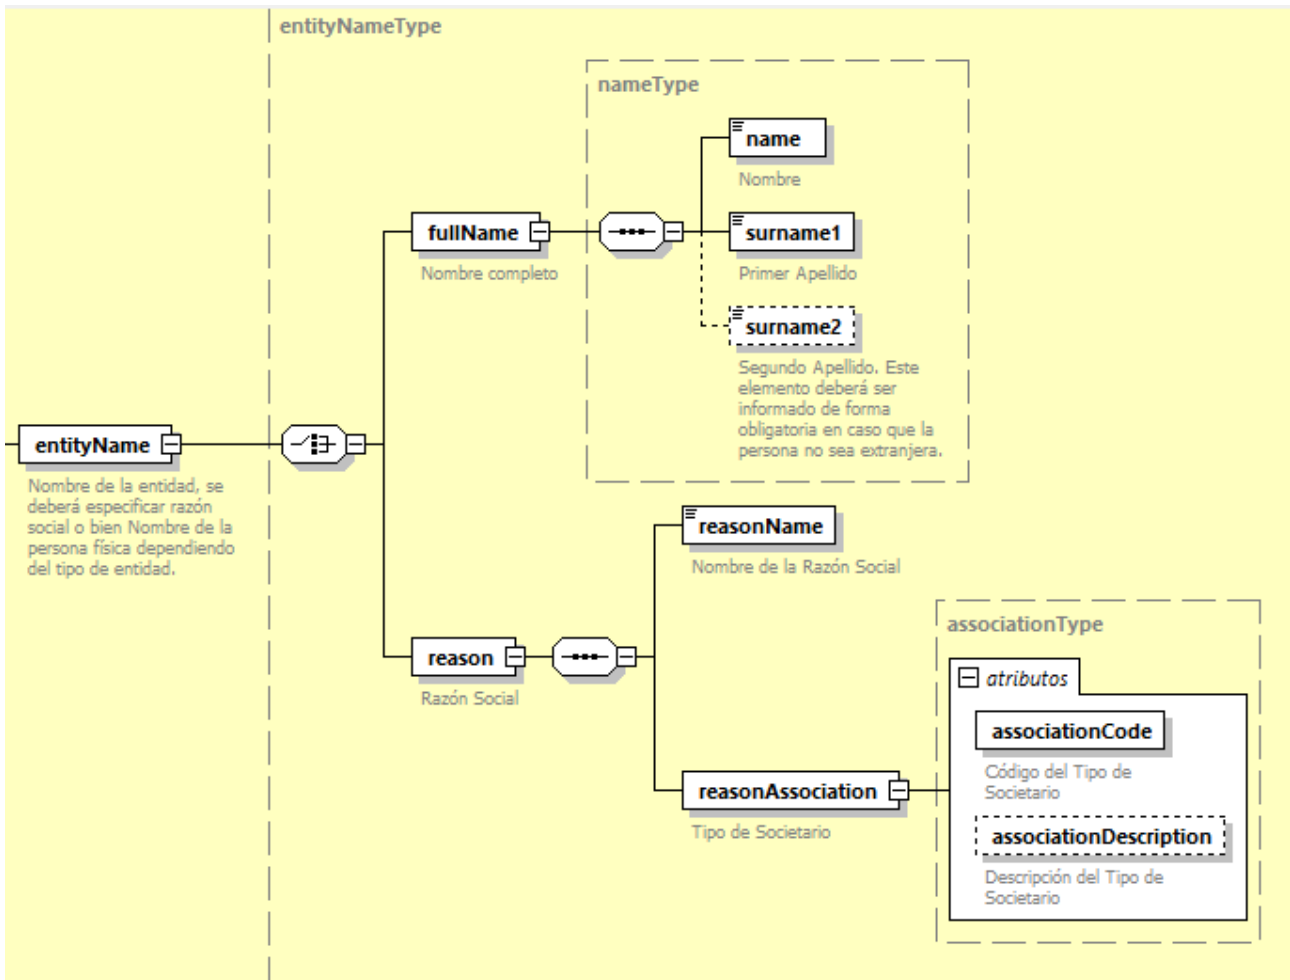 entityNameType
nameType
name
Nombre
fullName
Nombre completo
surname1
Primer Apellido
surname2
Segundo Apellido. Este
elemento deberá ser
informado de forma
obligatoria en caso que la
persona no sea extranjera.
entityName
Nombre de la entidad, se
deberá especificar razón
social o bien Nombre de la
persona física dependiendo
del tipo de entidad.
reasonName
Nombre de la Razón Social
reason
Razón Social
associationType
atributos
associationCode
Código del Tipo de
Societario
reasonAssociation
Tipo de Societario
associationDescription
Descripción del Tipo de
Societario